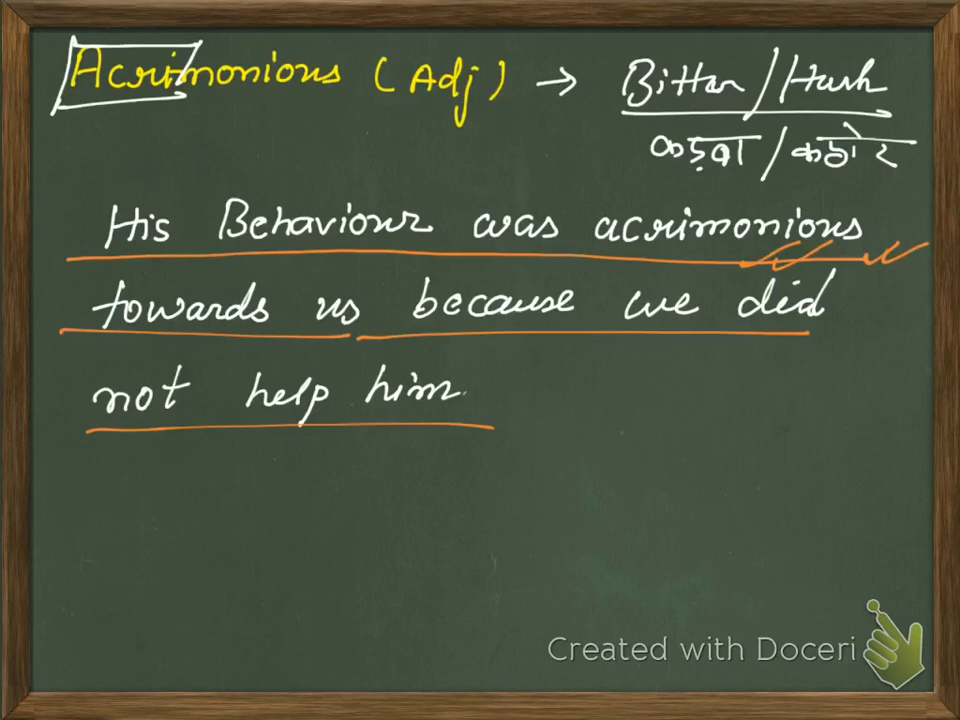 Acrimonious (Adj) → Bitter/Harsh
कड़वा/कठोर
His Behaviour was acrimonious
towards us because we did
not help him.
Created with Doceri